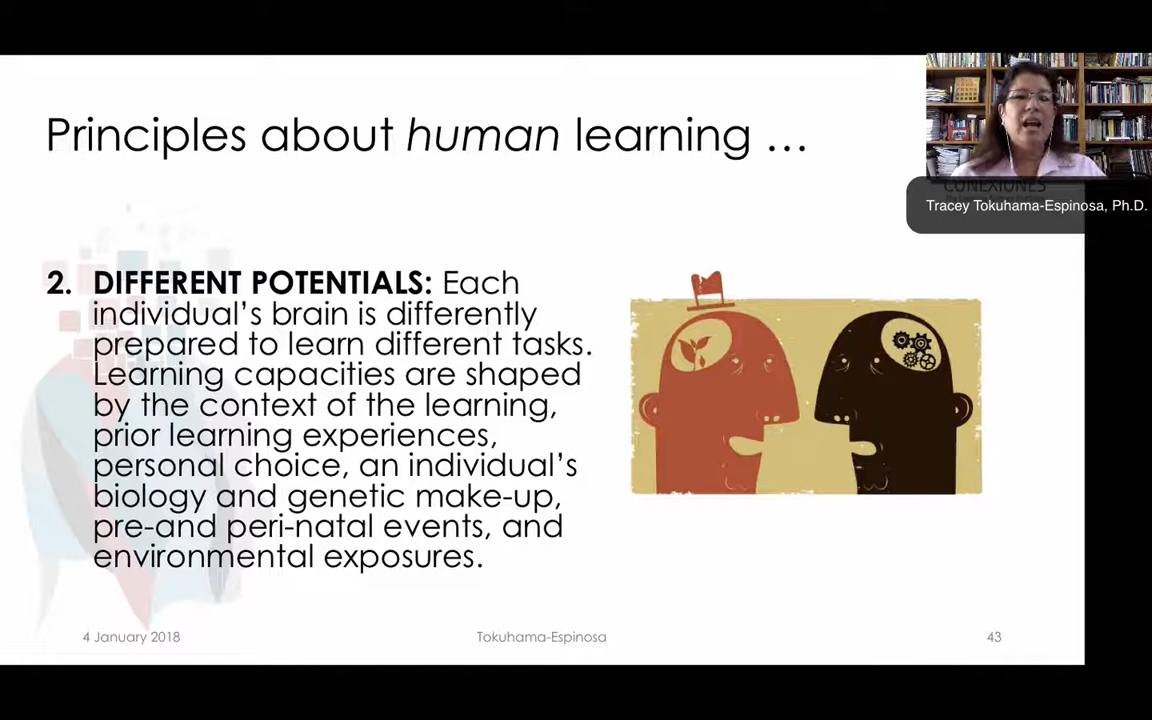 Principles about human learning ...
CONEXIONES
Tracey Tokuhama-Espinosa, Ph.D.
2. DIFFERENT POTENTIALS: Each
individual's brain is differently
prepared to learn different tasks.
Learning capacities are shaped
by the context of the learning,
prior learning experiences,
personal choice, an individual's
biology and genetic make-up,
pre-and peri-natal events, and
environmental exposures.
4 January 2018
Tokuhama-Espinosa
43